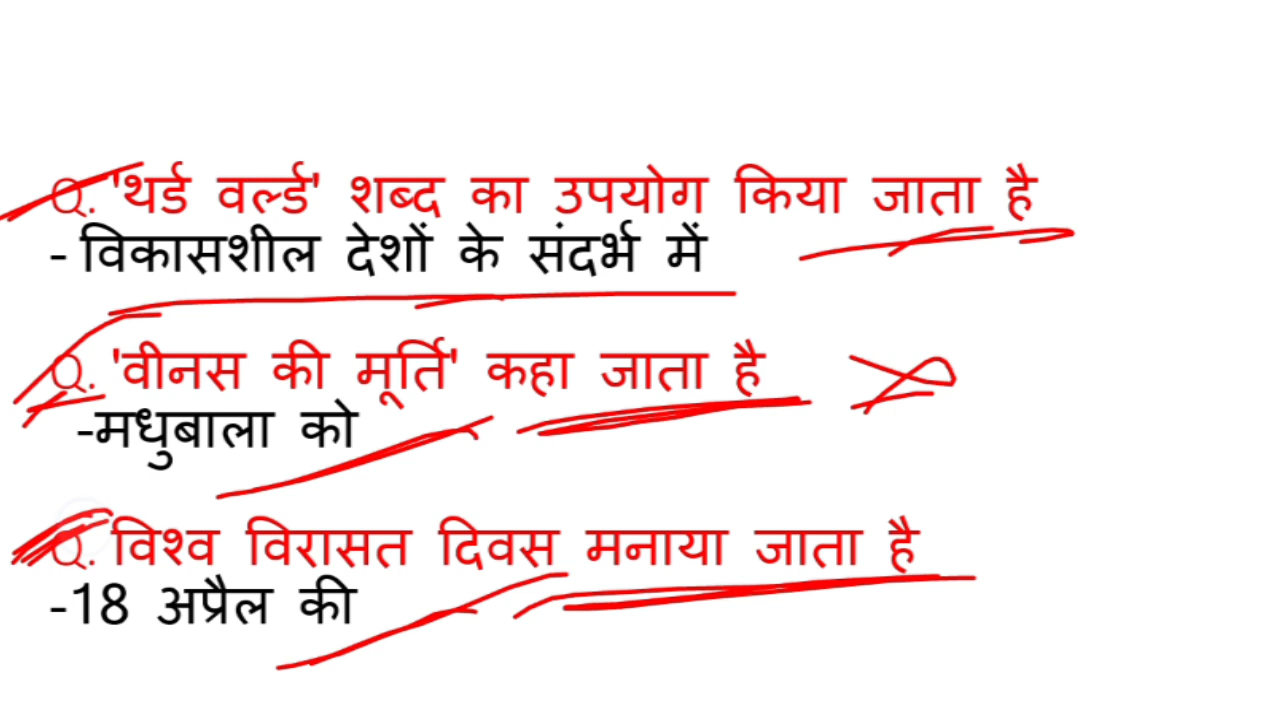 Q. 'थर्ड वर्ल्ड' शब्द का उपयोग किया जाता है
- विकासशील देशों के संदर्भ में
Q. 'वीनस की मूर्ति' कहा जाता है
-मधुबाला को
Q. विश्व विरासत दिवस मनाया जाता है
-18 अप्रैल की